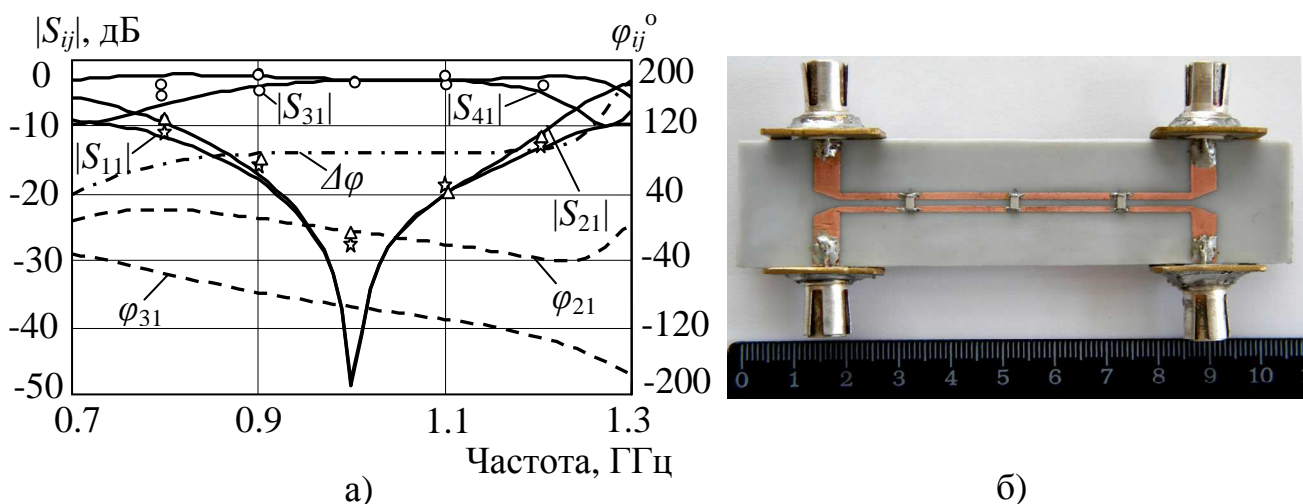 |Sij|, дБ φij°
0 200
-10 120
-20 40
-30 -40
-40 -120
-50 -200
|S31| |S41|
|S11| Δφ |S21|
φ31 φ21
0.7 0.9 1.1 1.3
Частота, ГГц
0 1 2 3 4 5 6 7 8 9 10
а) б)